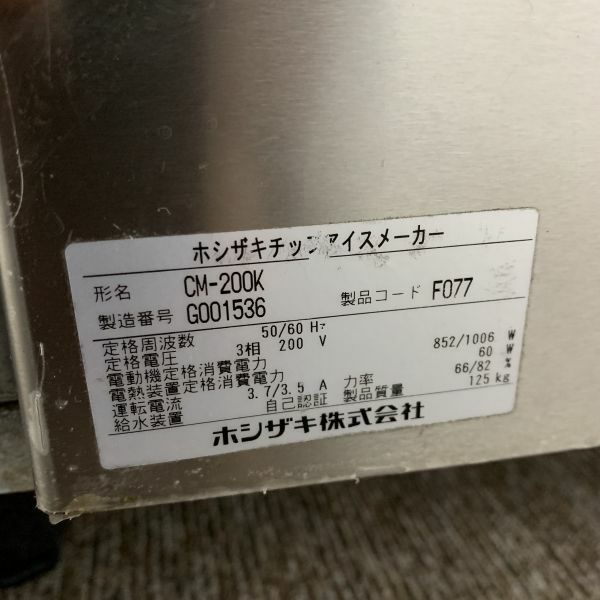 ホシザキチップアイスメーカー
形名 CM-200K
製造番号 G001536 製品コード F077
定格周波数 50/60 Hz
定格電圧 3相 200 V
電動機定格消費電力 852/1006 W
電熱装置定格消費電力 60 W
運転電流 3.7/3.5 A 力率 66/82 %
給水装置 自己認証 製品質量 125 kg
ホシザキ株式会社